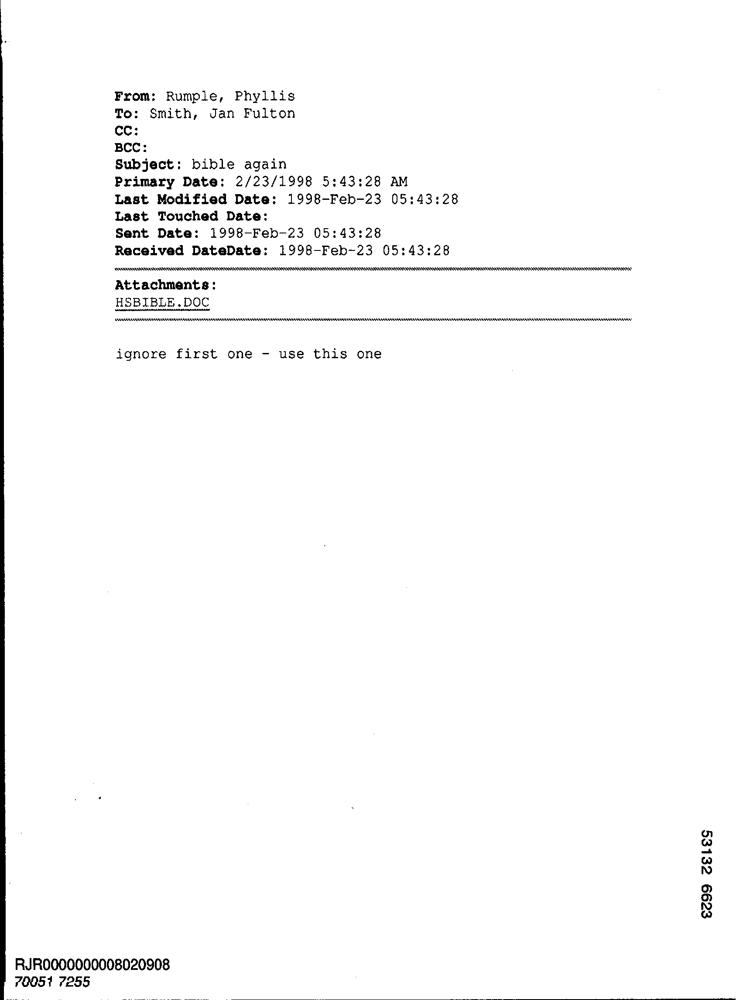 From: Rumple, Phyllis
To: Smith, Jan Fulton
CC:
BCC:
Subject: bible again
Primary Date: 2/23/1998 5:43:28 AM
Last Modified Date: 1998-Feb-23 05:43:28
Last Touched Date:
Sent Date: 1998-Feb-23 05:43:28
Received DateDate: 1998-Feb-23 05:43:28
Attachments:
HSBIBLE.DOC
ignore first one - use this one
53132 6623
RJR0000000008020908
70051 7255